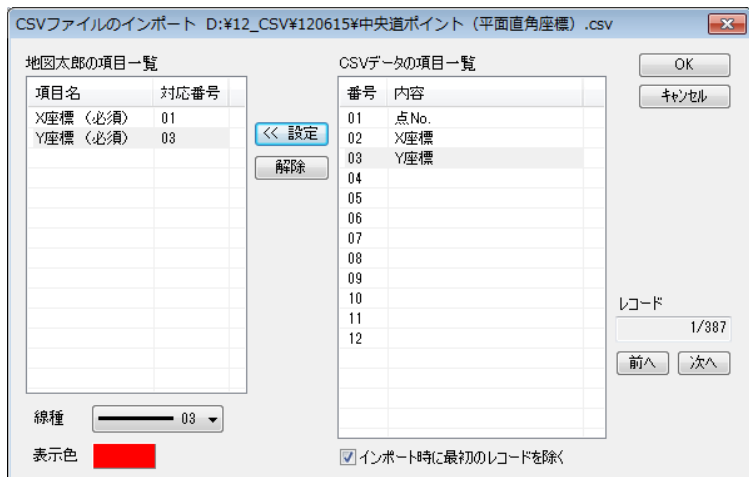 CSVファイルのインポート D:¥12_CSV¥120615¥中央道ポイント（平面直角座標）.csv
地図太郎の項目一覧
項目名 対応番号
X座標（必須） 01
Y座標（必須） 03
<< 設定
解除
CSVデータの項目一覧
番号 内容
01 点No.
02 X座標
03 Y座標
04
05
06
07
08
09
10
11
12
OK
キャンセル
レコード
1/387
前へ 次へ
線種 03
表示色
インポート時に最初のレコードを除く